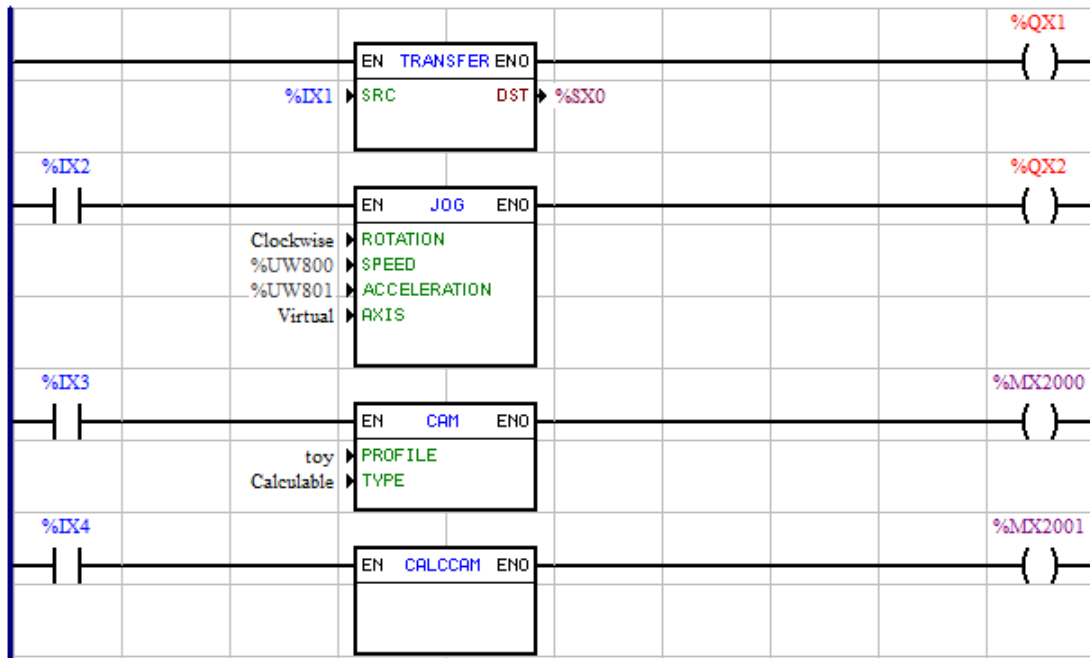 %QX1
EN TRANSFER ENO
%IX1 SRC DST %SX0
%IX2 %QX2
EN JOG ENO
Clockwise ROTATION
%UW800 SPEED
%UW801 ACCELERATION
Virtual AXIS
%IX3 %MX2000
EN CAM ENO
toy PROFILE
Calculable TYPE
%IX4 %MX2001
EN CALCCAM ENO